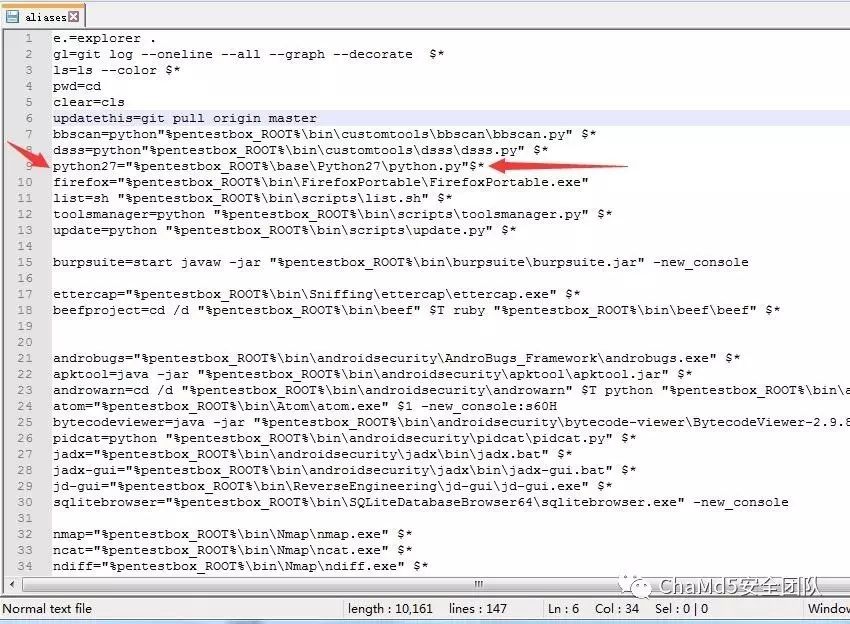 aliases
1 e.=explorer .
2 gl=git log --oneline --all --graph --decorate $*
3 ls=ls --color $*
4 pwd=cd
5 clear=cls
6 updatethis=git pull origin master
7 bbscan=python"%pentestbox_ROOT%\bin\customtools\bbscan\bbscan.py" $*
8 dsss=python"%pentestbox_ROOT%\bin\customtools\dsss\dsss.py" $*
9 python27="%pentestbox_ROOT%\base\Python27\python.py"$*
10 firefox="%pentestbox_ROOT%\bin\FirefoxPortable\FirefoxPortable.exe"
11 list=sh "%pentestbox_ROOT%\bin\scripts\list.sh" $*
12 toolsmanager=python "%pentestbox_ROOT%\bin\scripts\toolsmanager.py" $*
13 update=python "%pentestbox_ROOT%\bin\scripts\update.py" $*
14
15 burpsuite=start javaw -jar "%pentestbox_ROOT%\bin\burpsuite\burpsuite.jar" -new_console
16
17 ettercap="%pentestbox_ROOT%\bin\Sniffing\ettercap\ettercap.exe" $*
18 beefproject=cd /d "%pentestbox_ROOT%\bin\beef" $T ruby "%pentestbox_ROOT%\bin\beef\beef" $*
19
20
21 androbugs="%pentestbox_ROOT%\bin\androidsecurity\AndroBugs_Framework\androbugs.exe" $*
22 apktool=java -jar "%pentestbox_ROOT%\bin\androidsecurity\apktool\apktool.jar" $*
23 androwarn=cd /d "%pentestbox_ROOT%\bin\androidsecurity\androwarn" $T python "%pentestbox_ROOT%\bin\a
24 atom="%pentestbox_ROOT%\bin\Atom\atom.exe" $1 -new_console:s60H
25 bytecodeviewer=java -jar "%pentestbox_ROOT%\bin\androidsecurity\bytecode-viewer\BytecodeViewer-2.9.8
26 pidcat=python "%pentestbox_ROOT%\bin\androidsecurity\pidcat\pidcat.py" $*
27 jadx="%pentestbox_ROOT%\bin\androidsecurity\jadx\bin\jadx.bat" $*
28 jadx-gui="%pentestbox_ROOT%\bin\androidsecurity\jadx\bin\jadx-gui.bat" $*
29 jd-gui="%pentestbox_ROOT%\bin\ReverseEngineering\jd-gui\jd-gui.exe" $*
30 sqlitebrowser="%pentestbox_ROOT%\bin\SQLiteDatabaseBrowser64\sqlitebrowser.exe" -new_console
31
32 nmap="%pentestbox_ROOT%\bin\Nmap\nmap.exe" $*
33 ncat="%pentestbox_ROOT%\bin\Nmap\ncat.exe" $*
34 ndiff="%pentestbox_ROOT%\bin\Nmap\ndiff.exe" $*
ChaMd5安全团队
Normal text file length : 10,161 lines : 147 Ln : 6 Col : 34 Sel : 0 | 0 Window